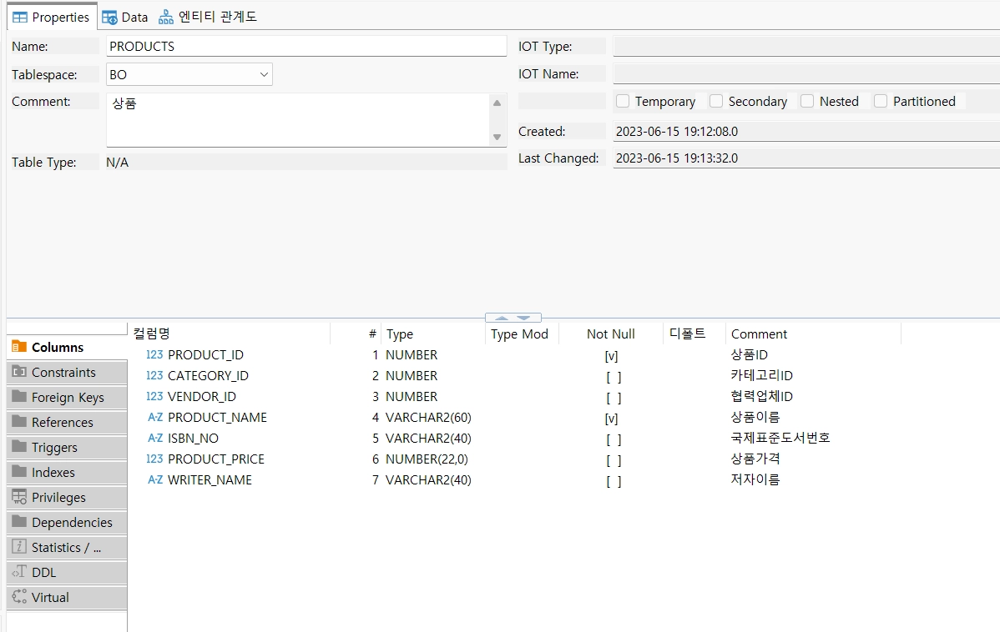 Properties Data 엔티티 관계도
Name: PRODUCTS IOT Type:
Tablespace: BO IOT Name:
Comment: 상품 Temporary Secondary Nested Partitioned
Created: 2023-06-15 19:12:08.0
Table Type: N/A Last Changed: 2023-06-15 19:13:32.0
컬럼명 # Type Type Mod Not Null 디폴트 Comment
Columns
Constraints
Foreign Keys
References
Triggers
Indexes
Privileges
Dependencies
Statistics / ...
DDL
Virtual
123 PRODUCT_ID 1 NUMBER [v] 상품ID
123 CATEGORY_ID 2 NUMBER [ ] 카테고리ID
123 VENDOR_ID 3 NUMBER [ ] 협력업체ID
A-Z PRODUCT_NAME 4 VARCHAR2(60) [v] 상품이름
A-Z ISBN_NO 5 VARCHAR2(40) [ ] 국제표준도서번호
123 PRODUCT_PRICE 6 NUMBER(22,0) [ ] 상품가격
A-Z WRITER_NAME 7 VARCHAR2(40) [ ] 저자이름